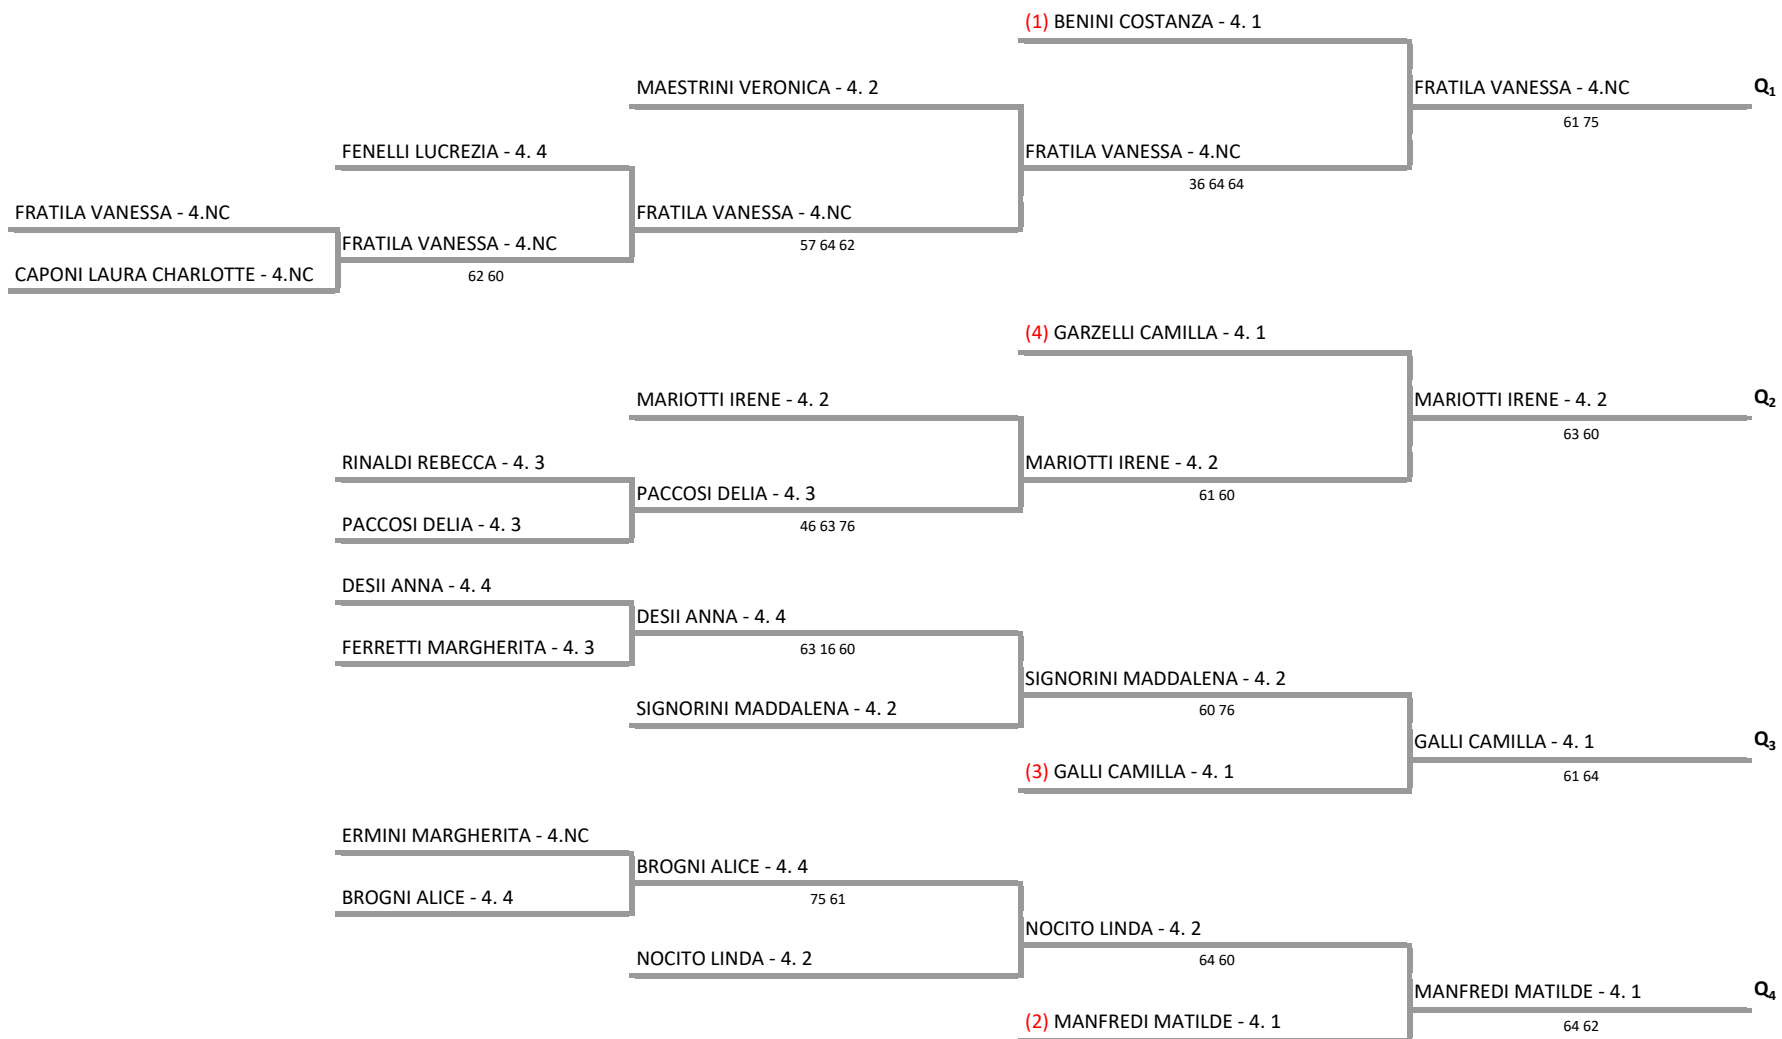 (1) BENINI COSTANZA - 4. 1
MAESTRINI VERONICA - 4. 2
FRATILA VANESSA - 4.NC
Q1
61 75
FENELLI LUCREZIA - 4. 4
FRATILA VANESSA - 4.NC
36 64 64
FRATILA VANESSA - 4.NC
FRATILA VANESSA - 4.NC
FRATILA VANESSA - 4.NC
57 64 62
CAPONI LAURA CHARLOTTE - 4.NC
62 60
(4) GARZELLI CAMILLA - 4. 1
MARIOTTI IRENE - 4. 2
MARIOTTI IRENE - 4. 2
Q2
63 60
RINALDI REBECCA - 4. 3
MARIOTTI IRENE - 4. 2
PACCOSI DELIA - 4. 3
61 60
PACCOSI DELIA - 4. 3
46 63 76
DESII ANNA - 4. 4
DESII ANNA - 4. 4
FERRETTI MARGHERITA - 4. 3
63 16 60
SIGNORINI MADDALENA - 4. 2
SIGNORINI MADDALENA - 4. 2
60 76
GALLI CAMILLA - 4. 1
Q3
(3) GALLI CAMILLA - 4. 1
61 64
ERMINI MARGHERITA - 4.NC
BROGNI ALICE - 4. 4
BROGNI ALICE - 4. 4
75 61
NOCITO LINDA - 4. 2
NOCITO LINDA - 4. 2
64 60
MANFREDI MATILDE - 4. 1
Q4
(2) MANFREDI MATILDE - 4. 1
64 62